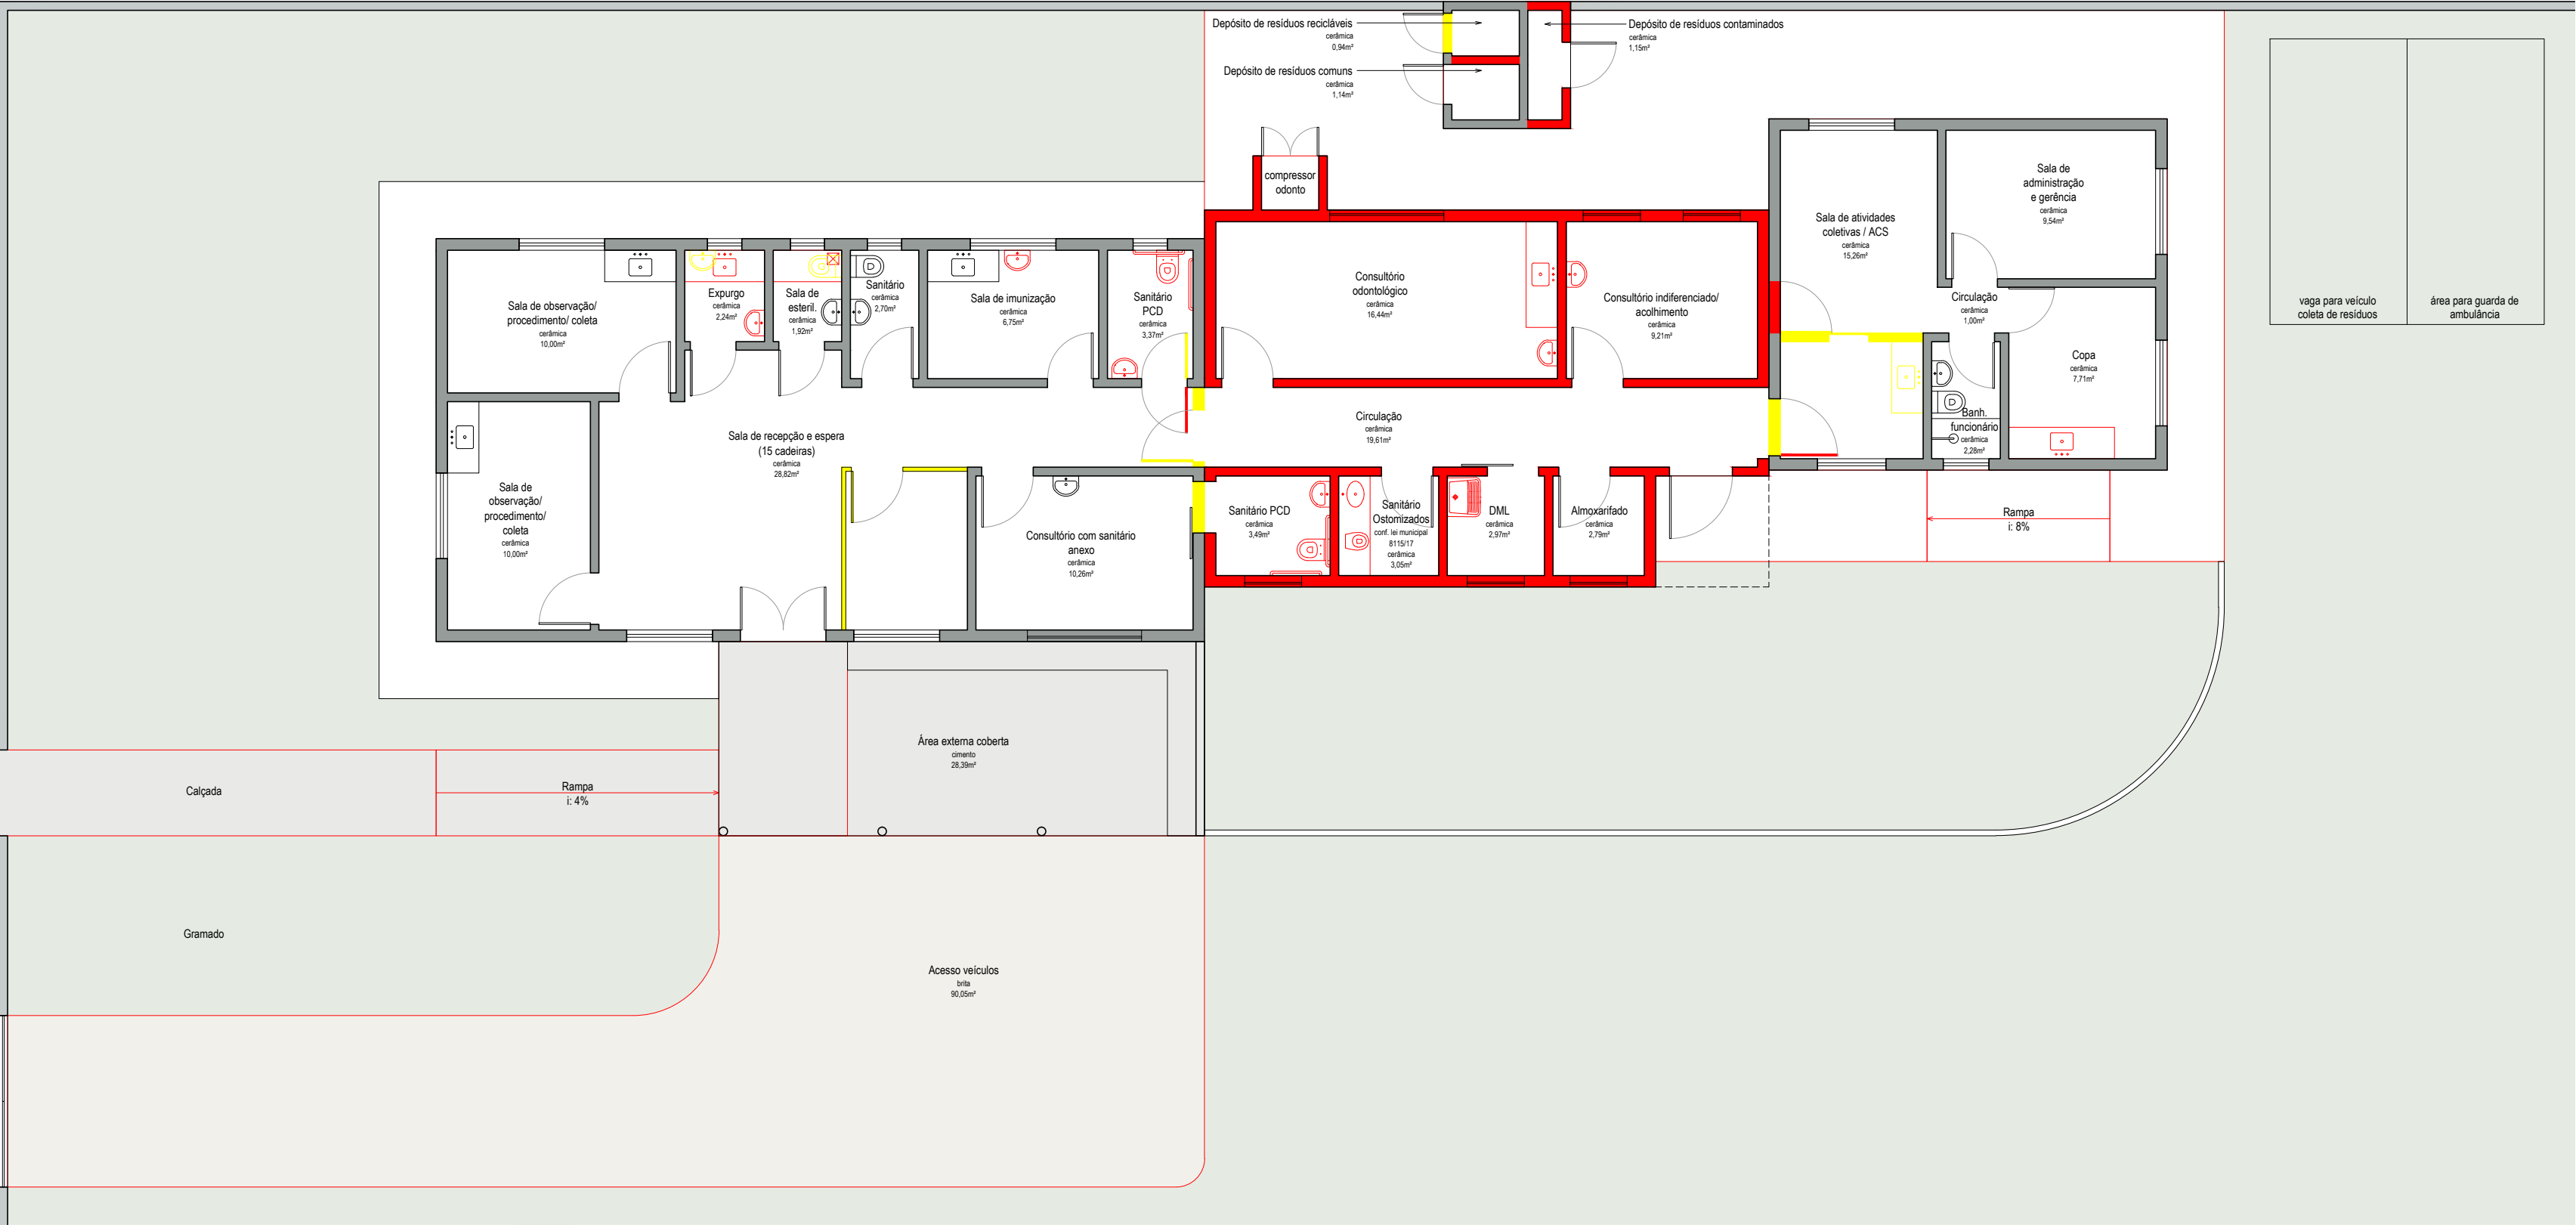 Depósito de resíduos recicláveis
cerâmica
0,94m²
Depósito de resíduos contaminados
cerâmica
1,15m²
Depósito de resíduos comuns
cerâmica
1,14m²
compressor
odonto
Sala de
administração
e gerência
cerâmica
9,54m²
Sala de atividades
coletivas / ACS
cerâmica
15,26m²
vaga para veículo
coleta de resíduos
área para guarda de
ambulância
Sala de observação/
procedimento/ coleta
cerâmica
10,00m²
Expurgo
cerâmica
2,24m²
Sala de
esteril.
cerâmica
1,92m²
Sanitário
cerâmica
2,70m²
Sala de imunização
cerâmica
6,75m²
Sanitário
PCD
cerâmica
3,37m²
Consultório
odontológico
cerâmica
16,44m²
Consultório indiferenciado/
acolhimento
cerâmica
9,21m²
Circulação
cerâmica
1,00m²
Copa
cerâmica
7,71m²
Banh.
funcionário
cerâmica
2,28m²
Sala de recepção e espera
(15 cadeiras)
cerâmica
28,82m²
Circulação
cerâmica
19,61m²
Sala de
observação/
procedimento/
coleta
cerâmica
10,00m²
Consultório com sanitário
anexo
cerâmica
10,26m²
Sanitário PCD
cerâmica
3,49m²
Sanitário
Ostomizados
conf. lei municipal
8115/17
cerâmica
3,05m²
DML
cerâmica
2,97m²
Almoxarifado
cerâmica
2,79m²
Rampa
i: 8%
Área externa coberta
cimento
28,39m²
Calçada
Rampa
i: 4%
Gramado
Acesso veículos
brita
90,05m²